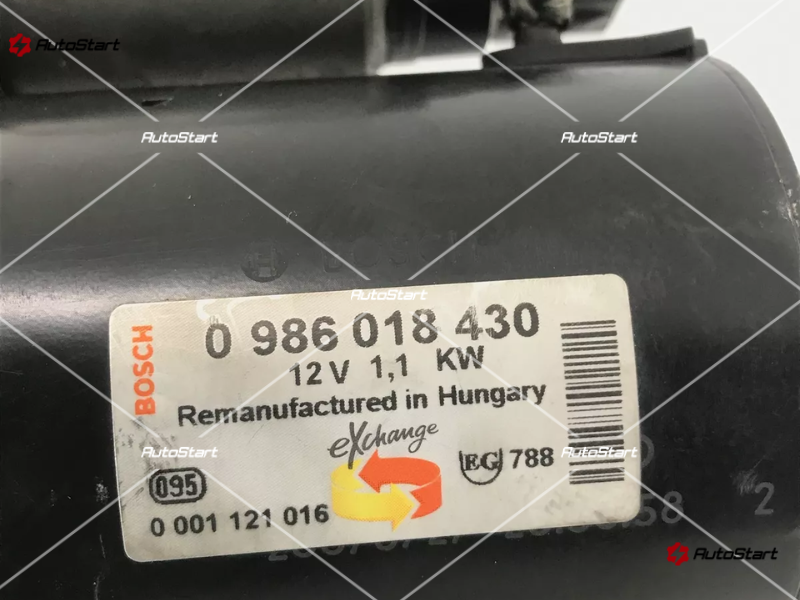 AutoStart
AutoStart
AutoStart
AutoStart
BOSCH
0 986 018 430
12 V 1,1 KW
Remanufactured in Hungary
eXchange
AutoStart
AutoStart
EG 788
095
0 001 121 016
2
AutoStart